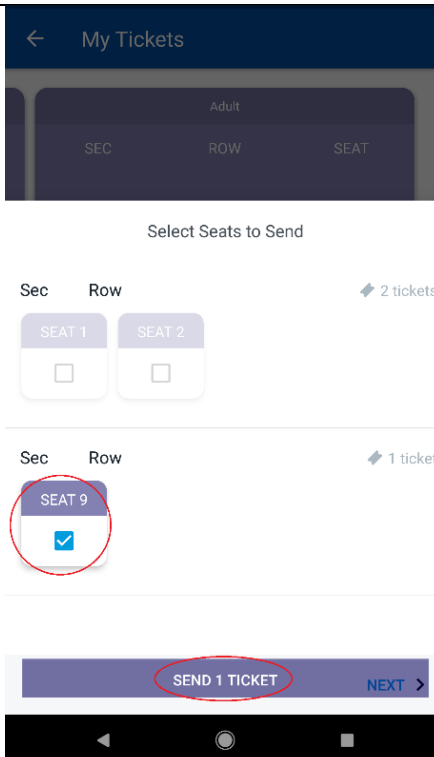 My Tickets
Adult
SEC ROW SEAT
Select Seats to Send
Sec Row 2 tickets
SEAT 1 SEAT 2
Sec Row 1 ticket
SEAT 9
SEND 1 TICKET
NEXT